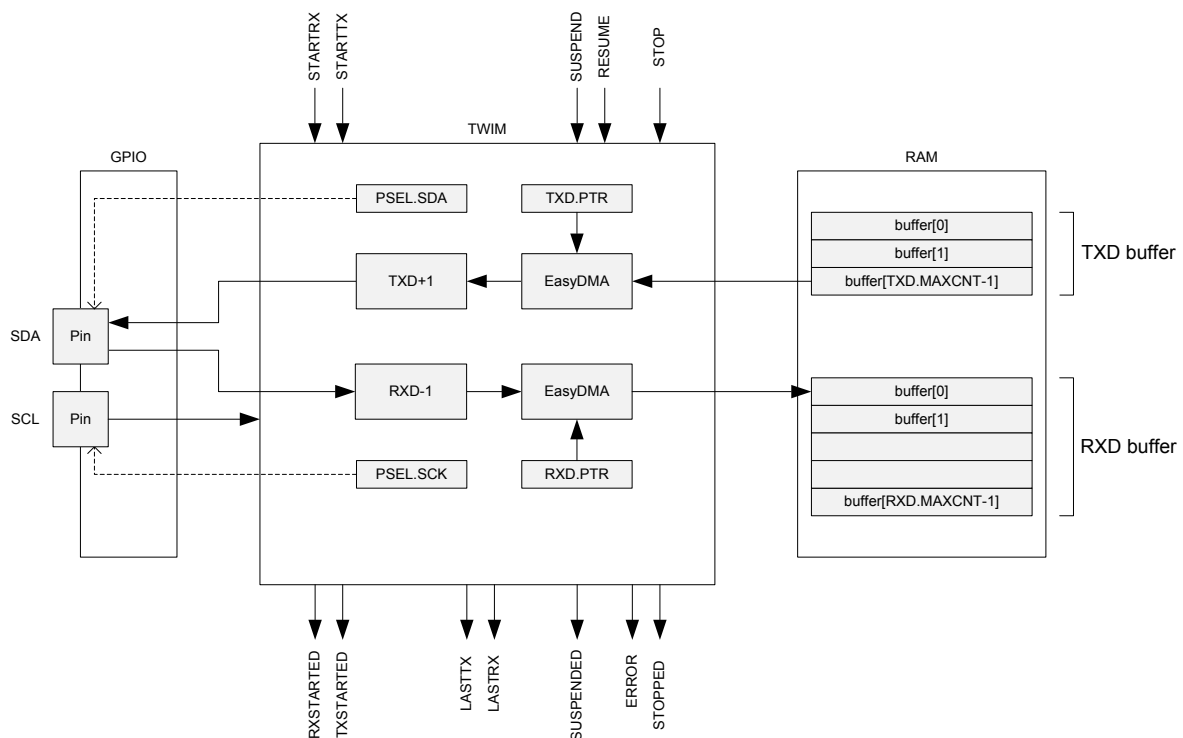 STARTRX
STARTTX
SUSPEND
RESUME
STOP
TWIM
GPIO
RAM
PSEL.SDA
TXD.PTR
buffer[0]
buffer[1]
buffer[TXD.MAXCNT-1]
TXD buffer
TXD+1
EasyDMA
SDA
Pin
SCL
Pin
RXD-1
EasyDMA
buffer[0]
buffer[1]
buffer[RXD.MAXCNT-1]
RXD buffer
PSEL.SCK
RXD.PTR
RXSTARTED
TXSTARTED
LASTTX
LASTRX
SUSPENDED
ERROR
STOPPED